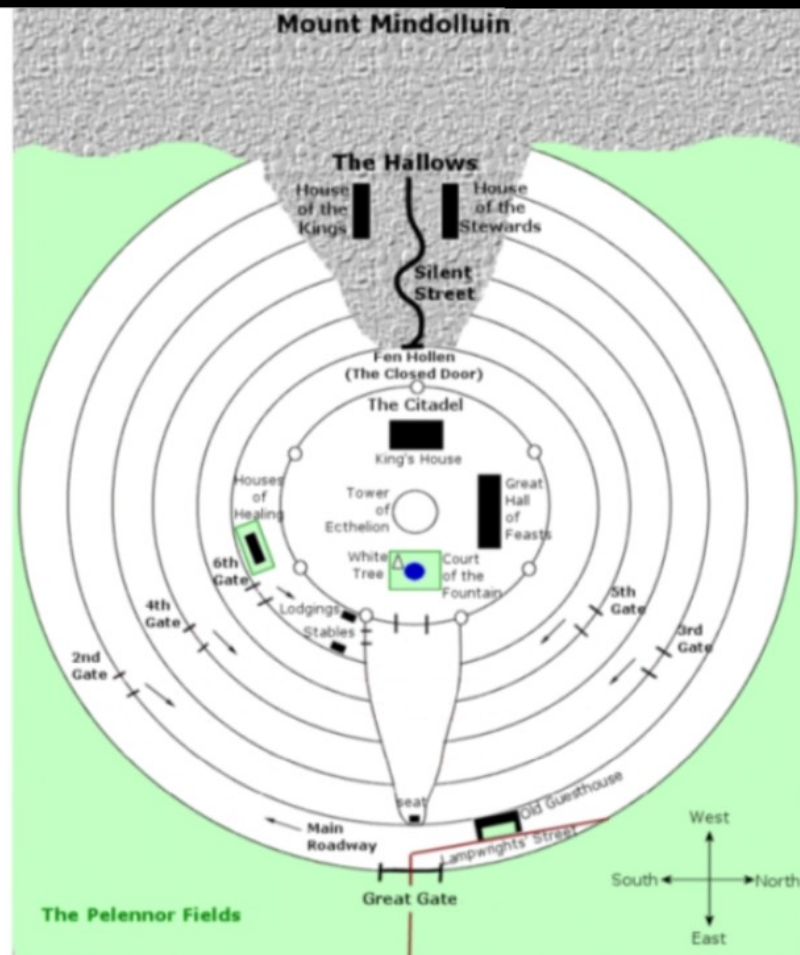 Mount Mindolluin
The Hallows
House
of the
Kings
House
of the
Stewards
Silent
Street
Fen Hollen
(The Closed Door)
The Citadel
King's House
Houses
of
Healing
Tower
of
Ecthelion
Great
Hall
of
Feasts
White
Tree
Court
of the
Fountain
6th
Gate
5th
Gate
Lodgings
4th
Gate
Stables
3rd
Gate
2nd
Gate
seat
Old Guesthouse
Main
Roadway
Lampwrights' Street
Great Gate
The Pelennor Fields
West
South
North
East